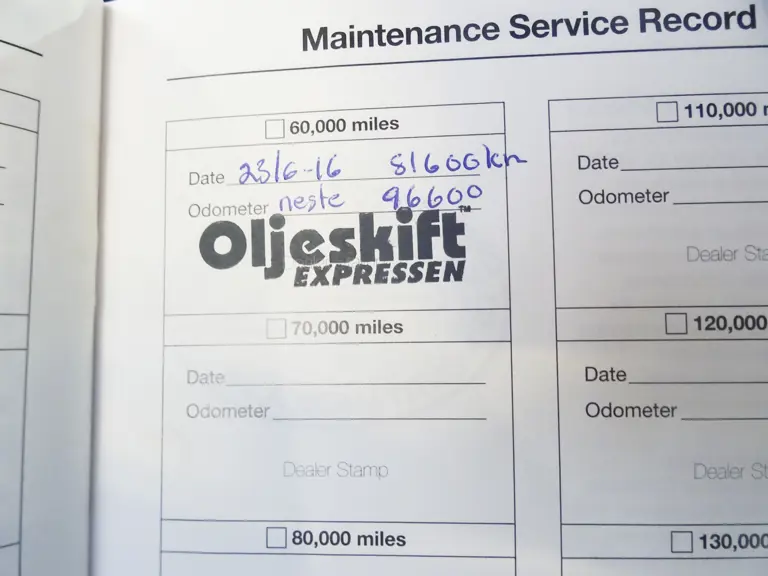 Maintenance Service Record
60,000 miles
Date 23/6-16 81600km
Odometer neste 96600
Oljeskift™
EXPRESSEN
70,000 miles
Date
Odometer
Dealer Stamp
80,000 miles
110,000 m
Date
Odometer
Dealer Sta
120,000
Date
Odometer
Dealer St
130,000